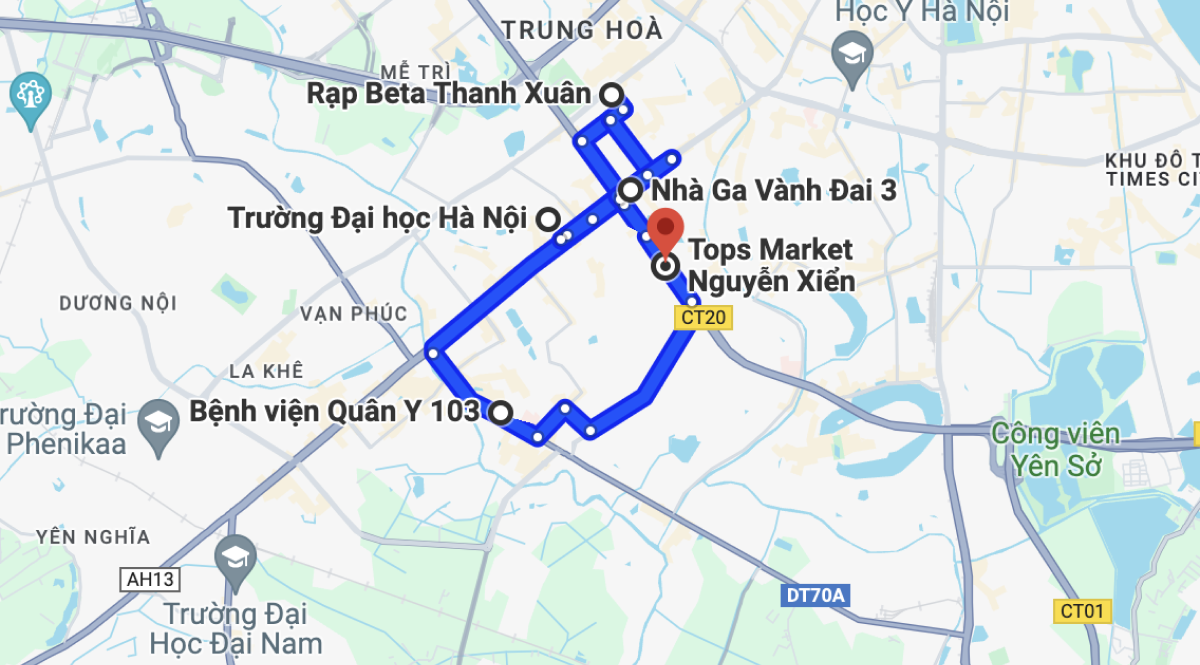 Học Y Hà Nội
TRUNG HOÀ
MỄ TRÌ
Rạp Beta Thanh Xuân
KHU ĐÔ T
TIMES CI
Nhà Ga Vành Đai 3
Trường Đại học Hà Nội
Tops Market
Nguyễn Xiển
DƯƠNG NỘI
VẠN PHÚC
CT20
LA KHÊ
Bệnh viện Quân Y 103
rường Đại
Phenikaa
Công viên
Yên Sở
YÊN NGHĨA
AH13
DT70A
CT01
Trường Đại
Học Đại Nam